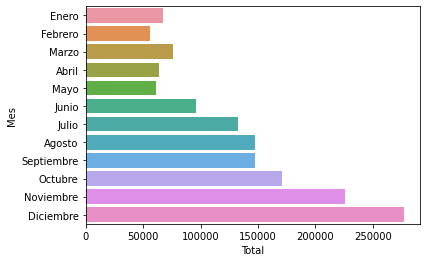 Mes
Enero
Febrero
Marzo
Abril
Mayo
Junio
Julio
Agosto
Septiembre
Octubre
Noviembre
Diciembre
0 50000 100000 150000 200000 250000
Total